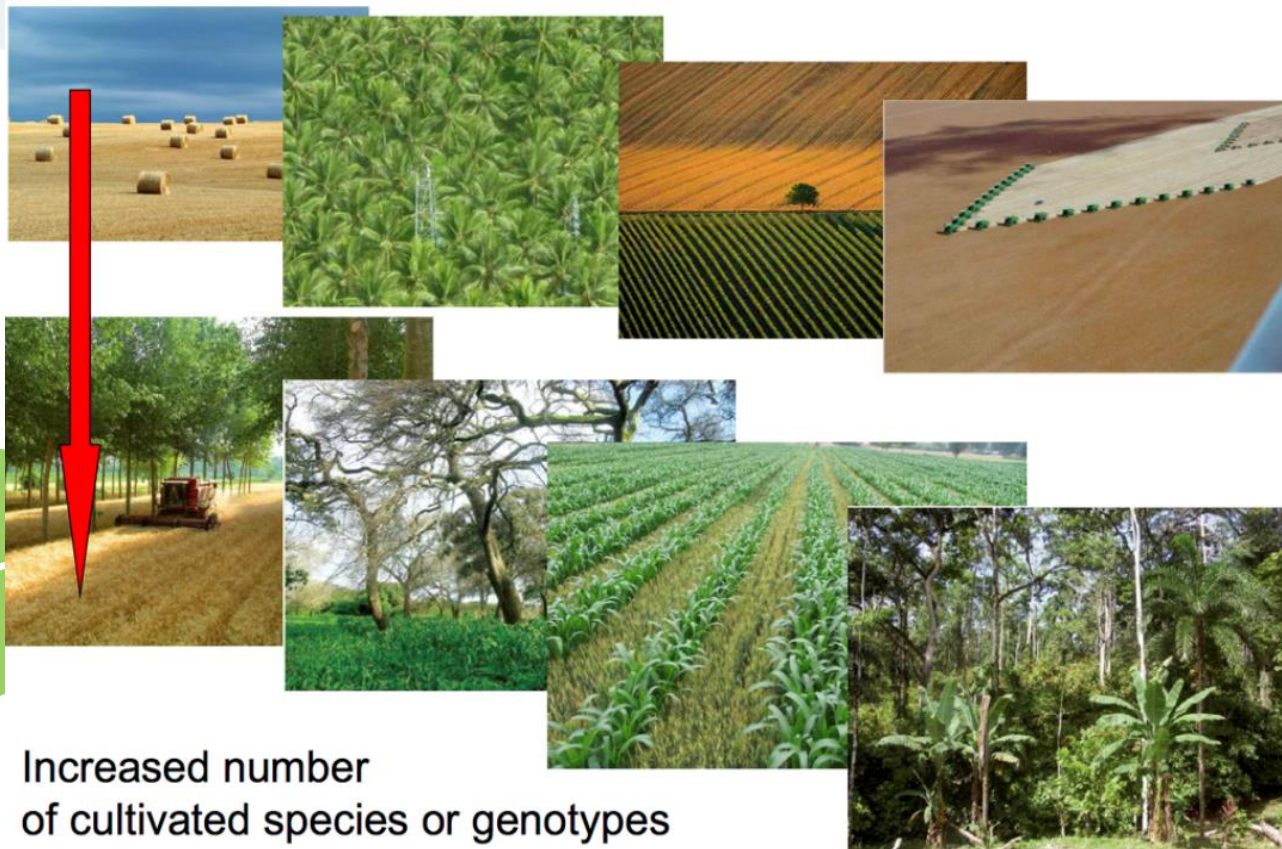 Increased number
of cultivated species or genotypes